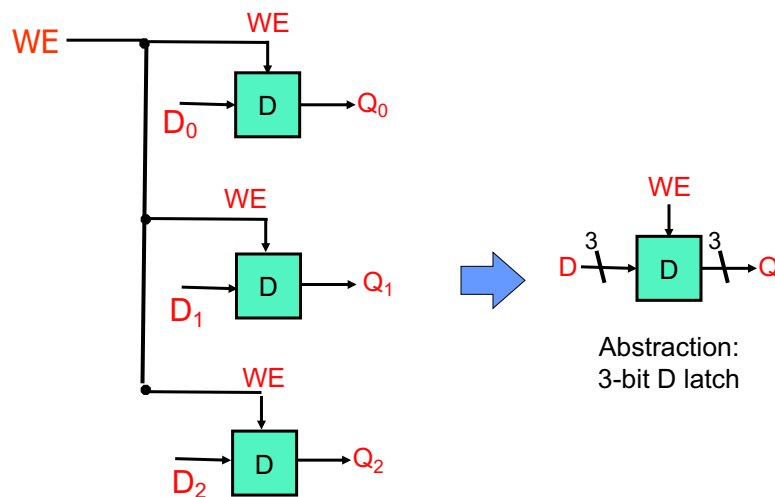 WE
WE
D₀
D
Q₀
WE
D₁
D
Q₁
WE
D₂
D
Q₂
WE
D
3
D
3
Q
Abstraction:
3-bit D latch